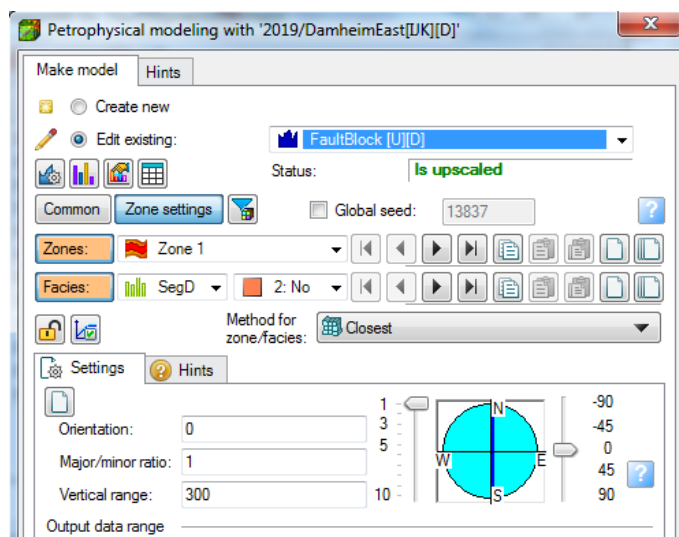 Petrophysical modeling with '2019/DamheimEast[IJK][D]'
x
Make model Hints
Create new
Edit existing: FaultBlock [U][D]
Status: Is upscaled
Common Zone settings Global seed: 13837 ?
Zones: Zone 1
Facies: SegD 2: No
Method for
zone/facies: Closest
Settings ? Hints
Orientation: 0
Major/minor ratio: 1
Vertical range: 300
1
3
5
10
N
W E
S
-90
-45
0
45
90
?
Output data range